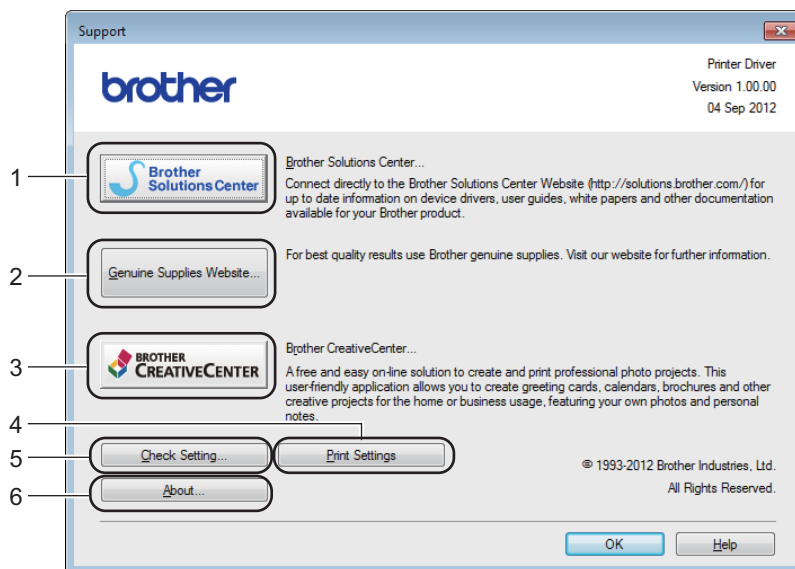 Support
brother
Printer Driver
Version 1.00.00
04 Sep 2012
1
Brother
Solutions Center
Brother Solutions Center...
Connect directly to the Brother Solutions Center Website (http://solutions.brother.com/) for
up to date information on device drivers, user guides, white papers and other documentation
available for your Brother product.
2
Genuine Supplies Website...
For best quality results use Brother genuine supplies. Visit our website for further information.
3
BROTHER
CREATIVECENTER
Brother CreativeCenter...
A free and easy on-line solution to create and print professional photo projects. This
user-friendly application allows you to create greeting cards, calendars, brochures and other
creative projects for the home or business usage, featuring your own photos and personal
notes.
4
5
Check Setting...
Print Settings
© 1993-2012 Brother Industries, Ltd.
All Rights Reserved.
6
About...
OK
Help